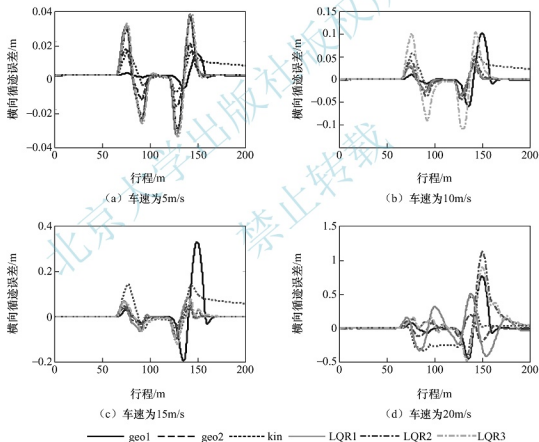 横向循迹误差/m
0.04
0.02
0
-0.02
-0.04
0 50 100 150 200
行程/m
(a) 车速为5m/s
横向循迹误差/m
0.15
0.10
0.05
0
-0.05
-0.1
0 50 100 150 200
行程/m
(b) 车速为10m/s
横向循迹误差/m
0.4
0.2
0
-0.2
0 50 100 150 200
行程/m
(c) 车速为15m/s
横向循迹误差/m
1.5
1
0.5
0
-0.5
0 50 100 150 200
行程/m
(d) 车速为20m/s
geo1 geo2 kin LQR1 LQR2 LQR3
北京大学出版社版权所
禁止转载